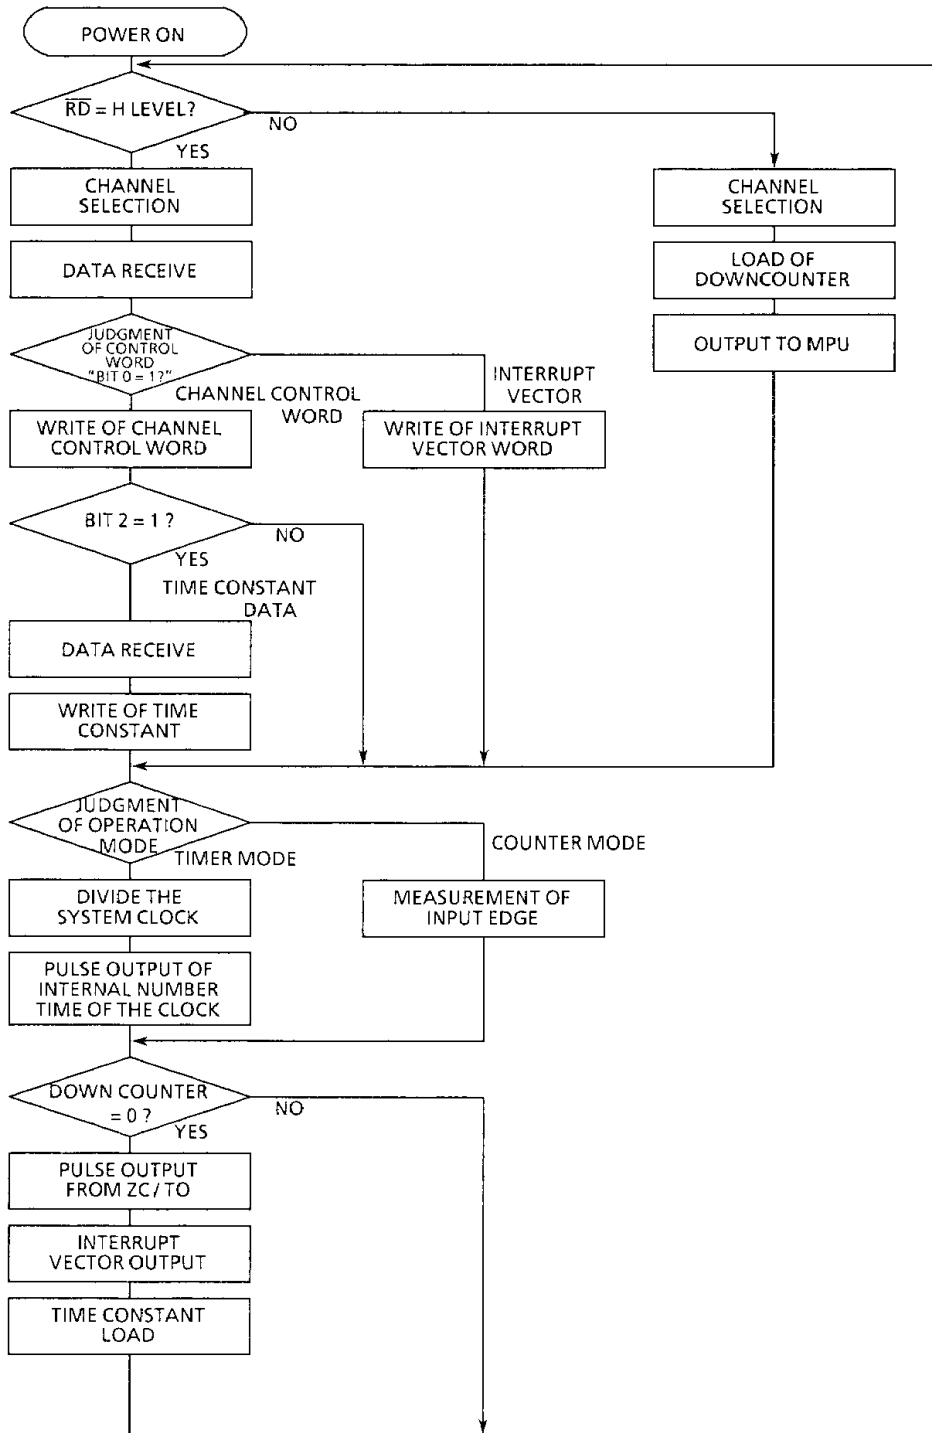 POWER ON
RD = H LEVEL?
NO
YES
CHANNEL
SELECTION
CHANNEL
SELECTION
DATA RECEIVE
LOAD OF
DOWNCOUNTER
JUDGMENT
OF CONTROL
WORD
"BIT 0 = 1?"
OUTPUT TO MPU
CHANNEL CONTROL
WORD
INTERRUPT
VECTOR
WRITE OF CHANNEL
CONTROL WORD
WRITE OF INTERRUPT
VECTOR WORD
BIT 2 = 1 ?
NO
YES
TIME CONSTANT
DATA
DATA RECEIVE
WRITE OF TIME
CONSTANT
JUDGMENT
OF OPERATION
MODE
TIMER MODE
COUNTER MODE
DIVIDE THE
SYSTEM CLOCK
MEASUREMENT OF
INPUT EDGE
PULSE OUTPUT OF
INTERNAL NUMBER
TIME OF THE CLOCK
DOWN COUNTER
= 0 ?
NO
YES
PULSE OUTPUT
FROM ZC / TO
INTERRUPT
VECTOR OUTPUT
TIME CONSTANT
LOAD